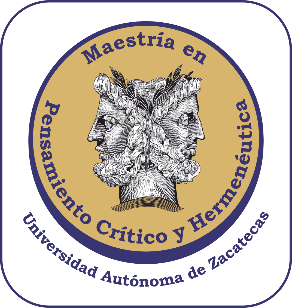 Maestría en
Pensamiento Crítico y Hermenéutica
Universidad Autónoma de Zacatecas